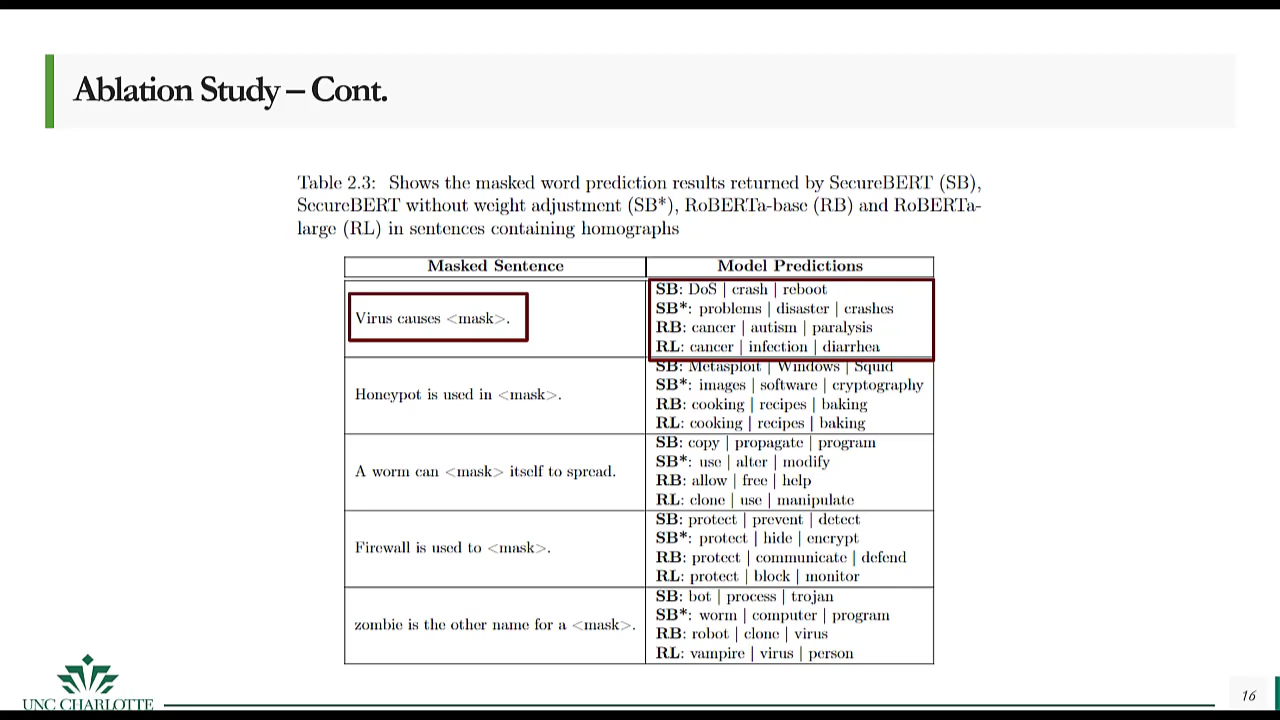 Ablation Study – Cont.
Table 2.3: Shows the masked word prediction results returned by SecureBERT (SB),
SecureBERT without weight adjustment (SB*), RoBERTa-base (RB) and RoBERTa-
large (RL) in sentences containing homographs
Masked Sentence
Model Predictions
Virus causes <mask>.
SB: DoS | crash | reboot
SB*: problems | disaster | crashes
RB: cancer | autism | paralysis
RL: cancer | infection | diarrhea
Honeypot is used in <mask>.
SB: Metasploit | Windows | Squid
SB*: images | software | cryptography
RB: cooking | recipes | baking
RL: cooking | recipes | baking
A worm can <mask> itself to spread.
SB: copy | propagate | program
SB*: use | alter | modify
RB: allow | free | help
RL: clone | use | manipulate
Firewall is used to <mask>.
SB: protect | prevent | detect
SB*: protect | hide | encrypt
RB: protect | communicate | defend
RL: protect | block | monitor
zombie is the other name for a <mask>.
SB: bot | process | trojan
SB*: worm | computer | program
RB: robot | clone | virus
RL: vampire | virus | person
UNC CHARLOTTE
16